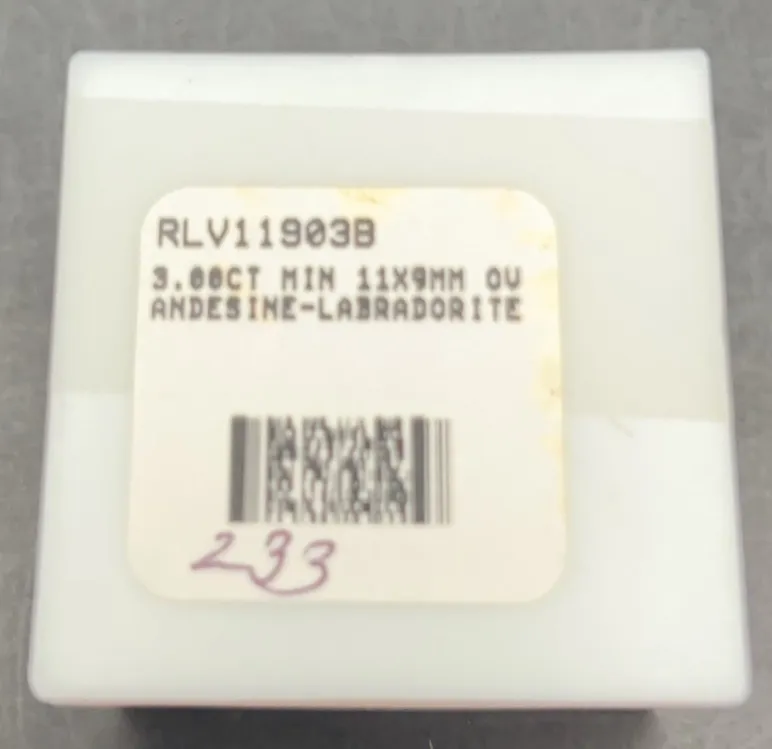 RLV11903B
3.00CT MIN 11X9MM OV
ANDESINE-LABRADORITE
233